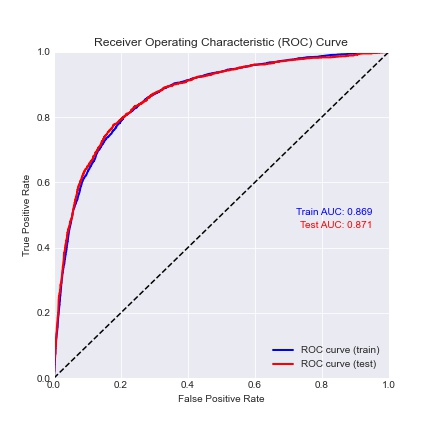 Receiver Operating Characteristic (ROC) Curve
1.0
0.8
0.6
0.4
0.2
0.0
True Positive Rate
Train AUC: 0.869
Test AUC: 0.871
ROC curve (train)
ROC curve (test)
0.0 0.2 0.4 0.6 0.8 1.0
False Positive Rate